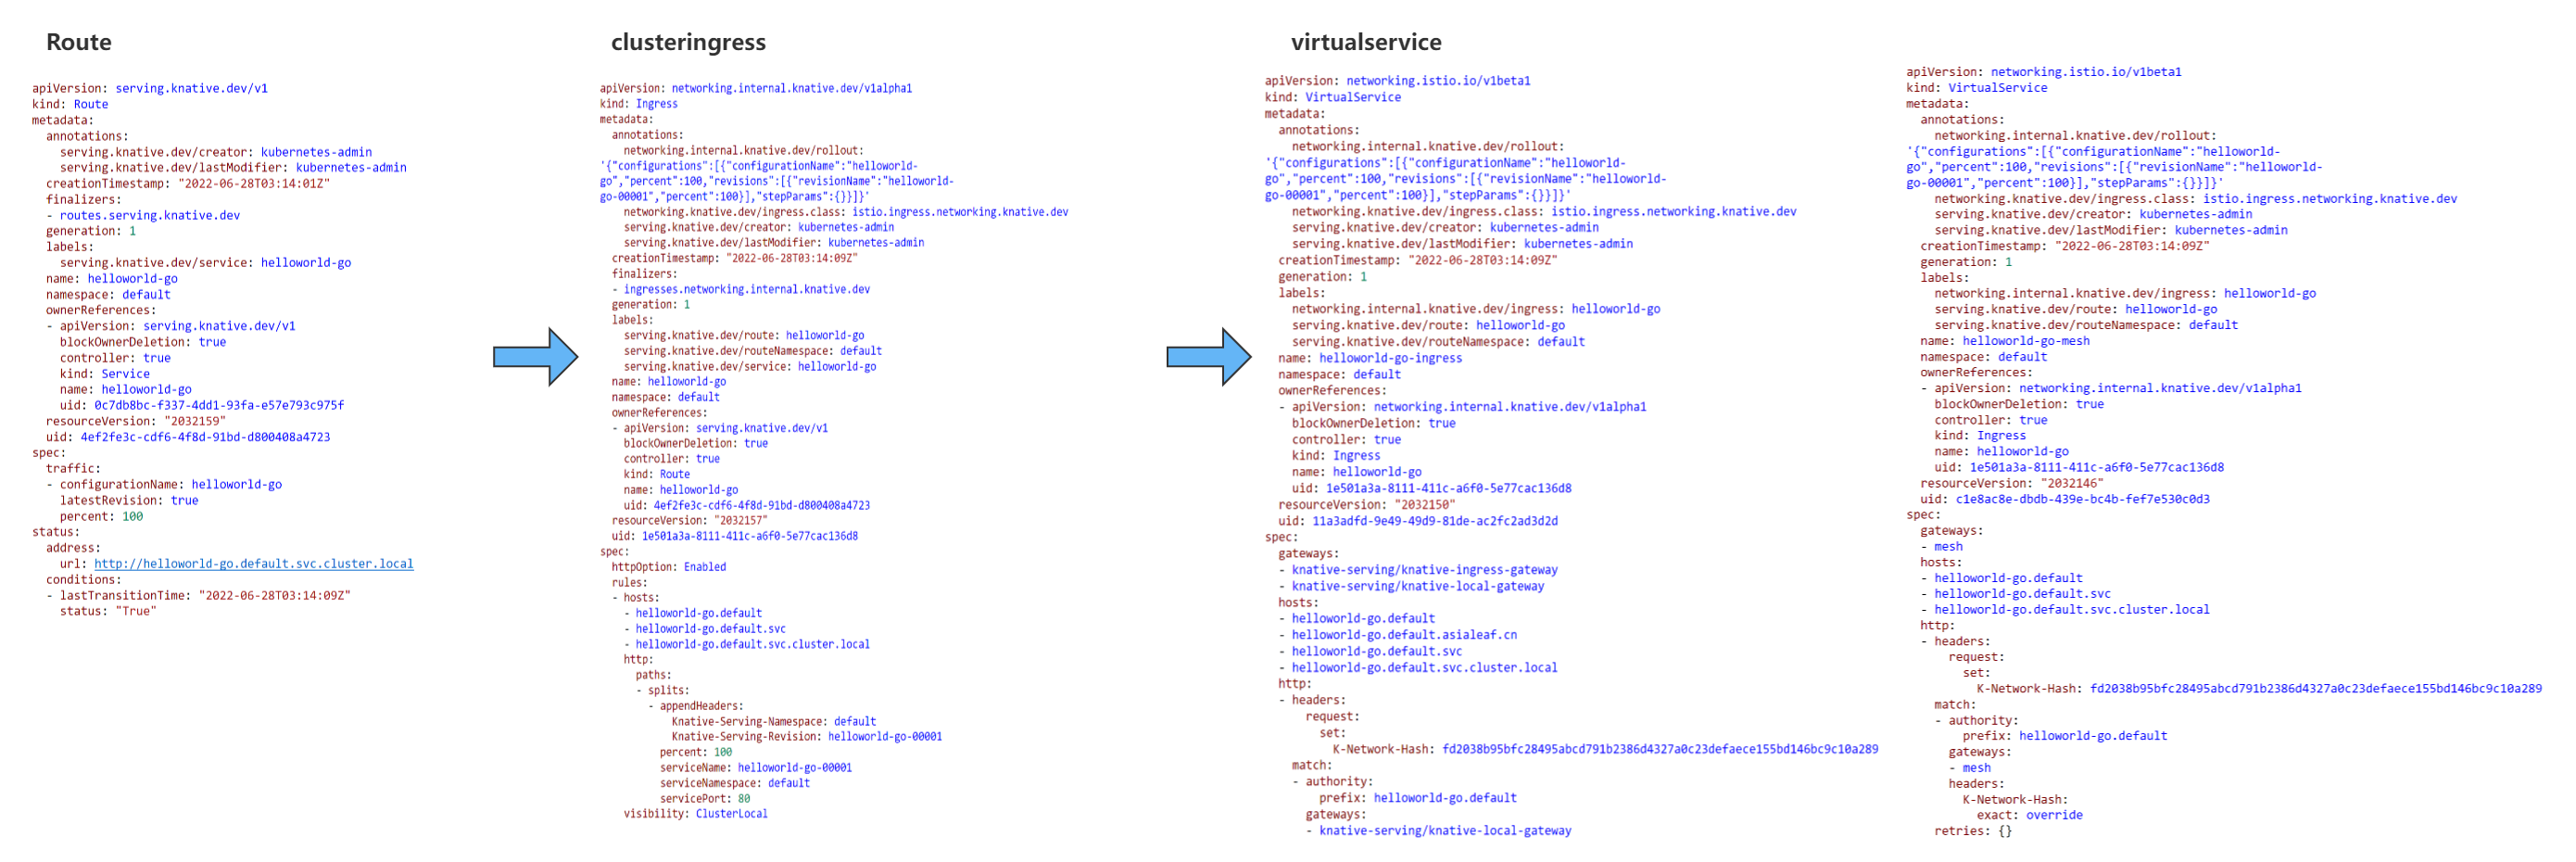 Route
apiVersion: serving.knative.dev/v1
kind: Route
metadata:
  annotations:
    serving.knative.dev/creator: kubernetes-admin
    serving.knative.dev/lastModifier: kubernetes-admin
  creationTimestamp: "2022-06-28T03:14:01Z"
  finalizers:
  - routes.serving.knative.dev
  generation: 1
  labels:
    serving.knative.dev/service: helloworld-go
  name: helloworld-go
  namespace: default
  ownerReferences:
  - apiVersion: serving.knative.dev/v1
    blockOwnerDeletion: true
    controller: true
    kind: Service
    name: helloworld-go
    uid: 0c7db8bc-f337-4dd1-93fa-e57e793c975f
  resourceVersion: "2032159"
  uid: 4ef2fe3c-cdf6-4f8d-91bd-d800408a4723
spec:
  traffic:
  - configurationName: helloworld-go
    latestRevision: true
    percent: 100
status:
  address:
    url: http://helloworld-go.default.svc.cluster.local
  conditions:
  - lastTransitionTime: "2022-06-28T03:14:09Z"
    status: "True"
clusteringress
apiVersion: networking.internal.knative.dev/v1alpha1
kind: Ingress
metadata:
  annotations:
    networking.internal.knative.dev/rollout:
'{"configurations":[{"configurationName":"helloworld-
go","percent":100,"revisions":[{"revisionName":"helloworld-
go-00001","percent":100}],"stepParams":{}}]}'
    networking.knative.dev/ingress.class: istio.ingress.networking.knative.dev
    serving.knative.dev/creator: kubernetes-admin
    serving.knative.dev/lastModifier: kubernetes-admin
  creationTimestamp: "2022-06-28T03:14:09Z"
  finalizers:
  - ingresses.networking.internal.knative.dev
  generation: 1
  labels:
    serving.knative.dev/route: helloworld-go
    serving.knative.dev/routeNamespace: default
    serving.knative.dev/service: helloworld-go
  name: helloworld-go
  namespace: default
  ownerReferences:
  - apiVersion: serving.knative.dev/v1
    blockOwnerDeletion: true
    controller: true
    kind: Route
    name: helloworld-go
    uid: 4ef2fe3c-cdf6-4f8d-91bd-d800408a4723
  resourceVersion: "2032157"
  uid: 1e501a3a-8111-411c-a6f0-5e77cac136d8
spec:
  httpOption: Enabled
  rules:
  - hosts:
    - helloworld-go.default
    - helloworld-go.default.svc
    - helloworld-go.default.svc.cluster.local
    http:
      paths:
      - splits:
        - appendHeaders:
            Knative-Serving-Namespace: default
            Knative-Serving-Revision: helloworld-go-00001
          percent: 100
          serviceName: helloworld-go-00001
          serviceNamespace: default
          servicePort: 80
    visibility: ClusterLocal
virtualservice
apiVersion: networking.istio.io/v1beta1
kind: VirtualService
metadata:
  annotations:
    networking.internal.knative.dev/rollout:
'{"configurations":[{"configurationName":"helloworld-
go","percent":100,"revisions":[{"revisionName":"helloworld-
go-00001","percent":100}],"stepParams":{}}]}'
    networking.knative.dev/ingress.class: istio.ingress.networking.knative.dev
    serving.knative.dev/creator: kubernetes-admin
    serving.knative.dev/lastModifier: kubernetes-admin
  creationTimestamp: "2022-06-28T03:14:09Z"
  generation: 1
  labels:
    networking.internal.knative.dev/ingress: helloworld-go
    serving.knative.dev/route: helloworld-go
    serving.knative.dev/routeNamespace: default
  name: helloworld-go-ingress
  namespace: default
  ownerReferences:
  - apiVersion: networking.internal.knative.dev/v1alpha1
    blockOwnerDeletion: true
    controller: true
    kind: Ingress
    name: helloworld-go
    uid: 1e501a3a-8111-411c-a6f0-5e77cac136d8
  resourceVersion: "2032150"
  uid: 11a3adfd-9e49-49d9-81de-ac2fc2ad3d2d
spec:
  gateways:
  - knative-serving/knative-ingress-gateway
  - knative-serving/knative-local-gateway
  hosts:
  - helloworld-go.default
  - helloworld-go.default.asialeaf.cn
  - helloworld-go.default.svc
  - helloworld-go.default.svc.cluster.local
  http:
  - headers:
      request:
        set:
          K-Network-Hash: fd2038b95bfc28495abcd791b2386d4327a0c23defaece155bd146bc9c10a289
    match:
    - authority:
        prefix: helloworld-go.default
      gateways:
      - knative-serving/knative-local-gateway
apiVersion: networking.istio.io/v1beta1
kind: VirtualService
metadata:
  annotations:
    networking.internal.knative.dev/rollout:
'{"configurations":[{"configurationName":"helloworld-
go","percent":100,"revisions":[{"revisionName":"helloworld-
go-00001","percent":100}],"stepParams":{}}]}'
    networking.knative.dev/ingress.class: istio.ingress.networking.knative.dev
    serving.knative.dev/creator: kubernetes-admin
    serving.knative.dev/lastModifier: kubernetes-admin
  creationTimestamp: "2022-06-28T03:14:09Z"
  generation: 1
  labels:
    networking.internal.knative.dev/ingress: helloworld-go
    serving.knative.dev/route: helloworld-go
    serving.knative.dev/routeNamespace: default
  name: helloworld-go-mesh
  namespace: default
  ownerReferences:
  - apiVersion: networking.internal.knative.dev/v1alpha1
    blockOwnerDeletion: true
    controller: true
    kind: Ingress
    name: helloworld-go
    uid: 1e501a3a-8111-411c-a6f0-5e77cac136d8
  resourceVersion: "2032146"
  uid: c1e8ac8e-dbdb-439e-bc4b-fef7e530c0d3
spec:
  gateways:
  - mesh
  hosts:
  - helloworld-go.default
  - helloworld-go.default.svc
  - helloworld-go.default.svc.cluster.local
  http:
  - headers:
      request:
        set:
          K-Network-Hash: fd2038b95bfc28495abcd791b2386d4327a0c23defaece155bd146bc9c10a289
    match:
    - authority:
        prefix: helloworld-go.default
      gateways:
      - mesh
      headers:
        K-Network-Hash:
          exact: override
    retries: {}